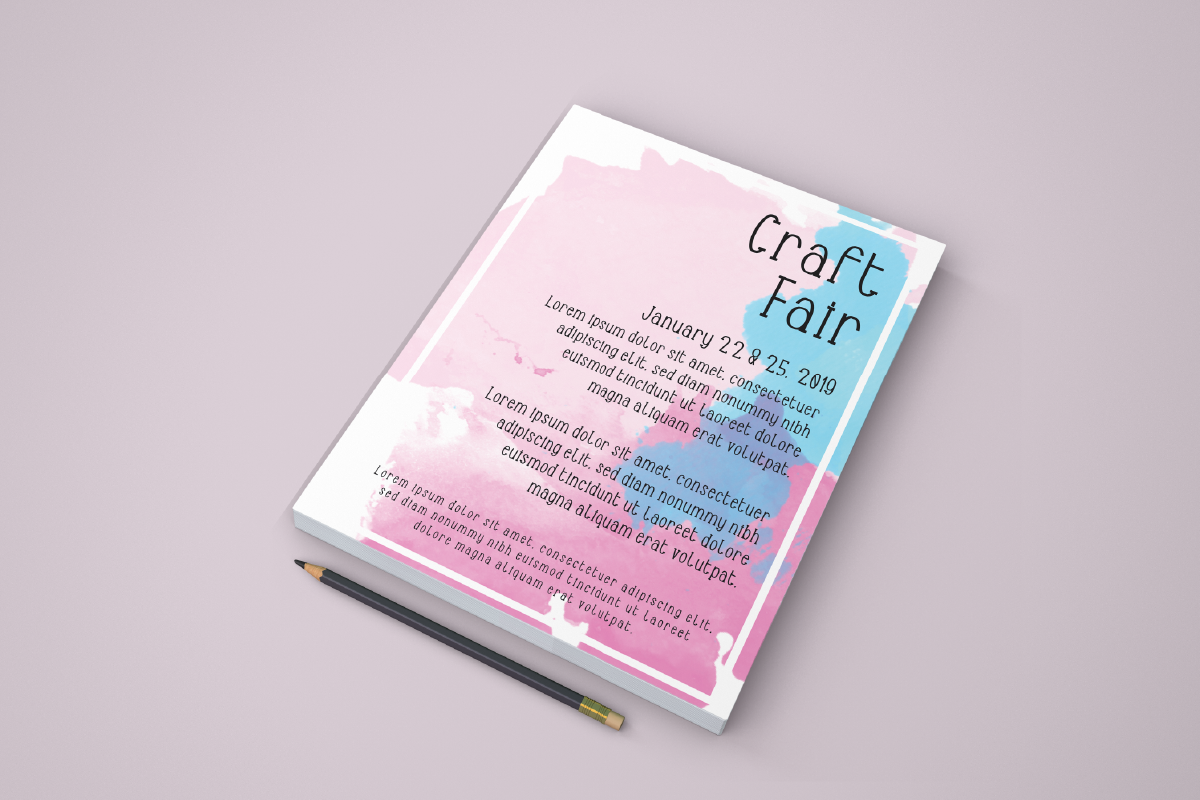 Craft
Fair
January 22 & 25, 2019
Lorem ipsum dolor sit amet, consectetuer
adipiscing elit, sed diam nonummy nibh
euismod tincidunt ut laoreet dolore
magna aliquam erat volutpat.
Lorem ipsum dolor sit amet, consectetuer
adipiscing elit, sed diam nonummy nibh
euismod tincidunt ut laoreet dolore
magna aliquam erat volutpat.
Lorem ipsum dolor sit amet, consectetuer adipiscing elit,
sed diam nonummy nibh euismod tincidunt ut laoreet
dolore magna aliquam erat volutpat.